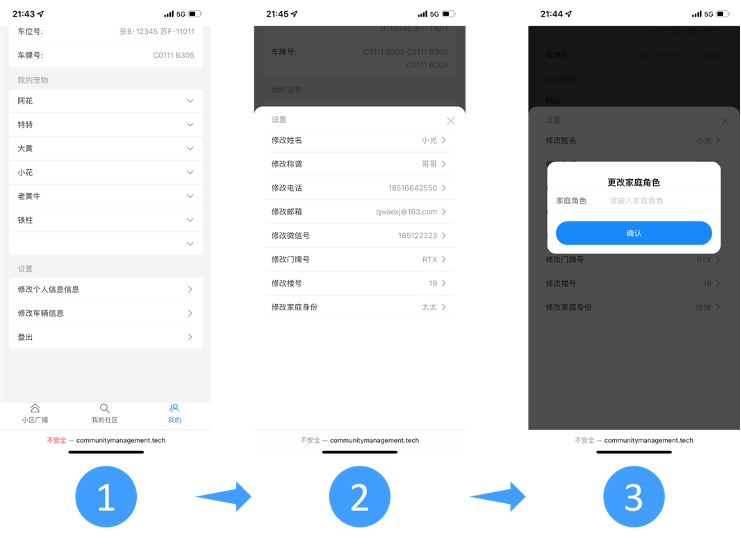 21:43
5G
车位号:
京B·12345 苏F·11011
车牌号:
C0111 B305
我的宠物
阿花
特特
大黄
小花
老黄牛
铁柱
设置
修改个人信息信息
修改车辆信息
登出
小区广播
我的社区
我的
不安全 — communitymanagement.tech
1
21:45
5G
京B·12345 苏F·11011
车牌号:
C0111 B305 C0111 B305
C0111 B305
我的宠物
设置
修改姓名
小光
修改称谓
哥哥
修改电话
18516642550
修改邮箱
qwaexj@163.com
修改微信号
185122323
修改门牌号
RTX
修改楼号
19
修改家庭身份
太太
不安全 — communitymanagement.tech
2
21:44
5G
车牌号
阿花
设置
修改姓名
小光
更改家庭角色
家庭角色
请输入家庭角色
确认
修改门牌号
RTX
修改楼号
19
修改家庭身份
不安全 — communitymanagement.tech
3